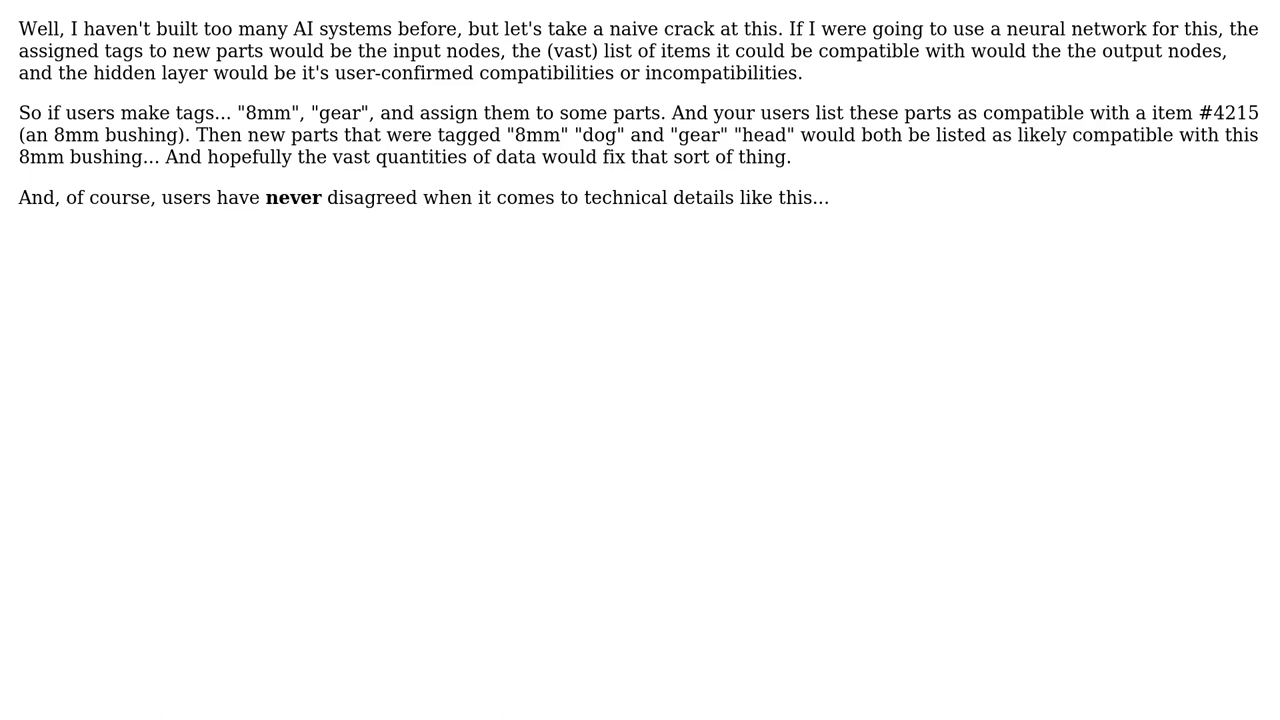 Well, I haven't built too many AI systems before, but let's take a naive crack at this. If I were going to use a neural network for this, the
assigned tags to new parts would be the input nodes, the (vast) list of items it could be compatible with would the the output nodes,
and the hidden layer would be it's user-confirmed compatibilities or incompatibilities.
So if users make tags... "8mm", "gear", and assign them to some parts. And your users list these parts as compatible with a item #4215
(an 8mm bushing). Then new parts that were tagged "8mm" "dog" and "gear" "head" would both be listed as likely compatible with this
8mm bushing... And hopefully the vast quantities of data would fix that sort of thing.
And, of course, users have never disagreed when it comes to technical details like this...